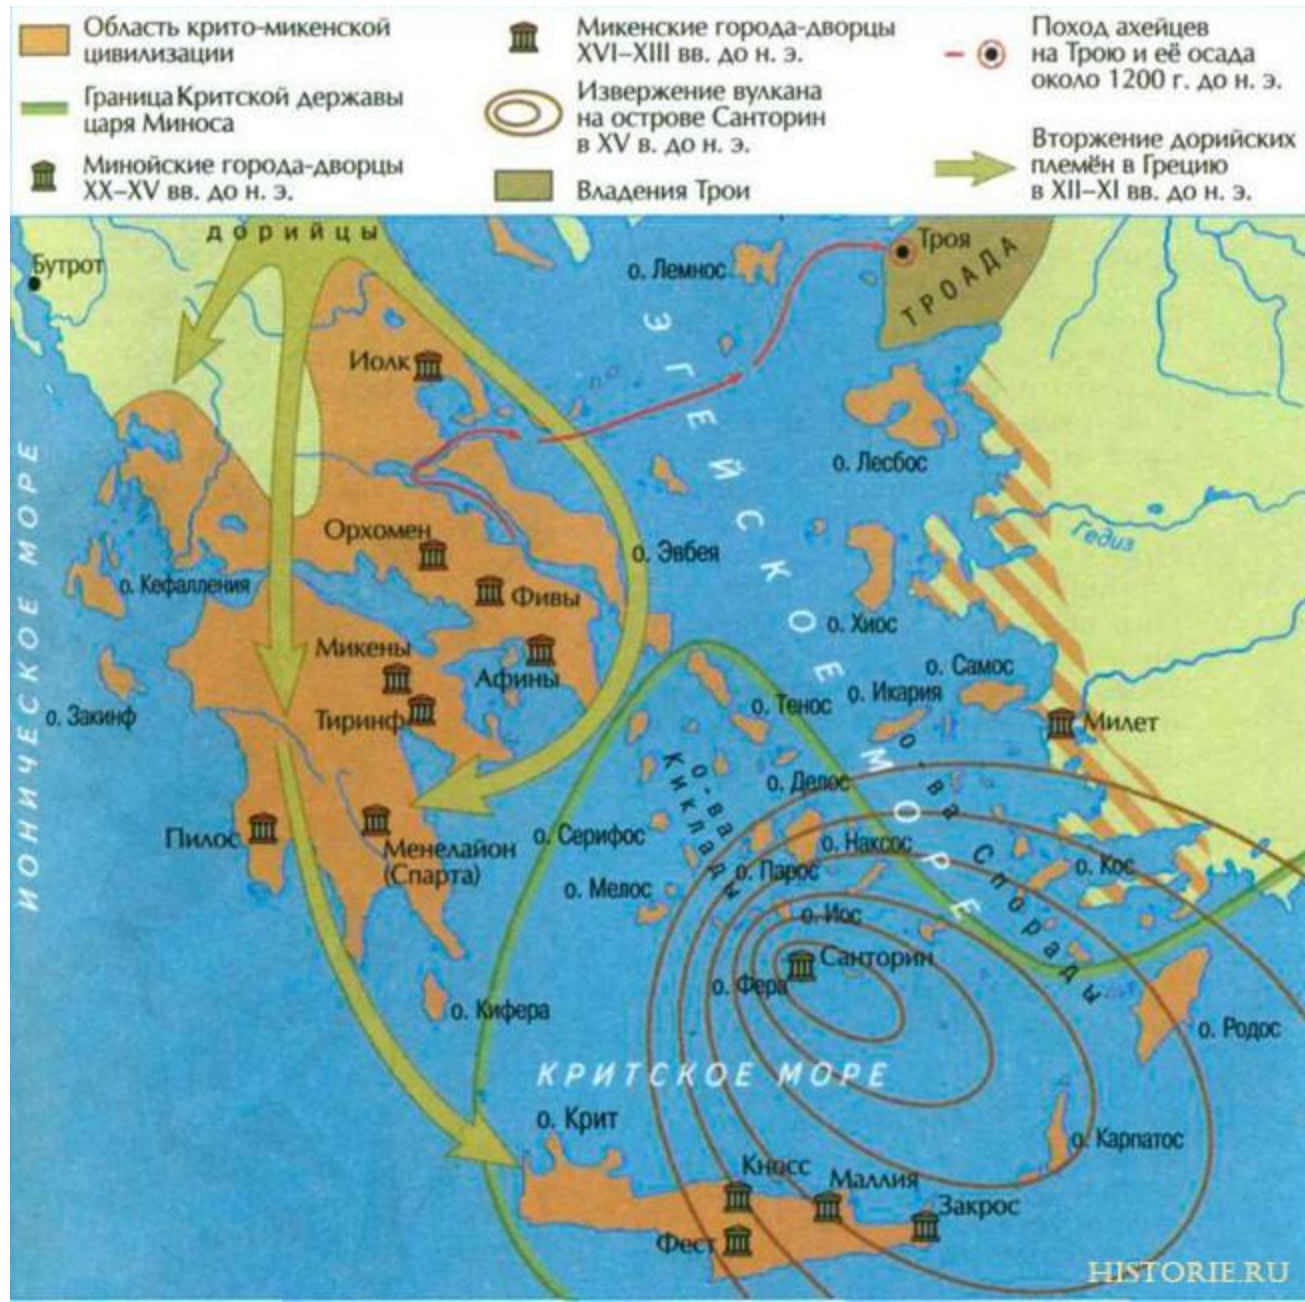 Область крито-микенской
цивилизации
Граница Критской державы
царя Миноса
Минойские города-дворцы
XX–XV вв. до н. э.
Микенские города-дворцы
XVI–XIII вв. до н. э.
Извержение вулкана
на острове Санторин
в XV в. до н. э.
Владения Трои
Поход ахейцев
на Трою и её осада
около 1200 г. до н. э.
Вторжение дорийских
племён в Грецию
в XII–XI вв. до н. э.
дорийцы
Бутрот
о. Лемнос
Троя
ТРОАДА
ЭГЕЙСКОЕ МОРЕ
Иолк
о. Лесбос
ИОНИЧЕСКОЕ МОРЕ
Орхомен
Гедиз
о. Эвбея
о. Кефалления
Фивы
о. Хиос
Микены
Афины
о. Самос
о. Икария
о. Закинф
Тиринф
о. Тенос
Милет
о-ва Киклады
о. Делос
о-ва Спорады
Пилос
о. Серифос
Менелайон
(Спарта)
о. Наксос
о. Парос
о. Кос
о. Мелос
о. Иос
Санторин
о. Фера
о. Кифера
о. Родос
КРИТСКОЕ МОРЕ
о. Крит
о. Карпатос
Кносс
Маллия
Закрос
Фест
HISTORIE.RU